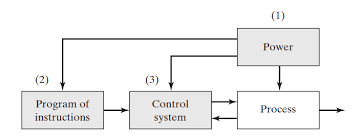 (1)
Power
(2)
(3)
Program of
instructions
Control
system
Process